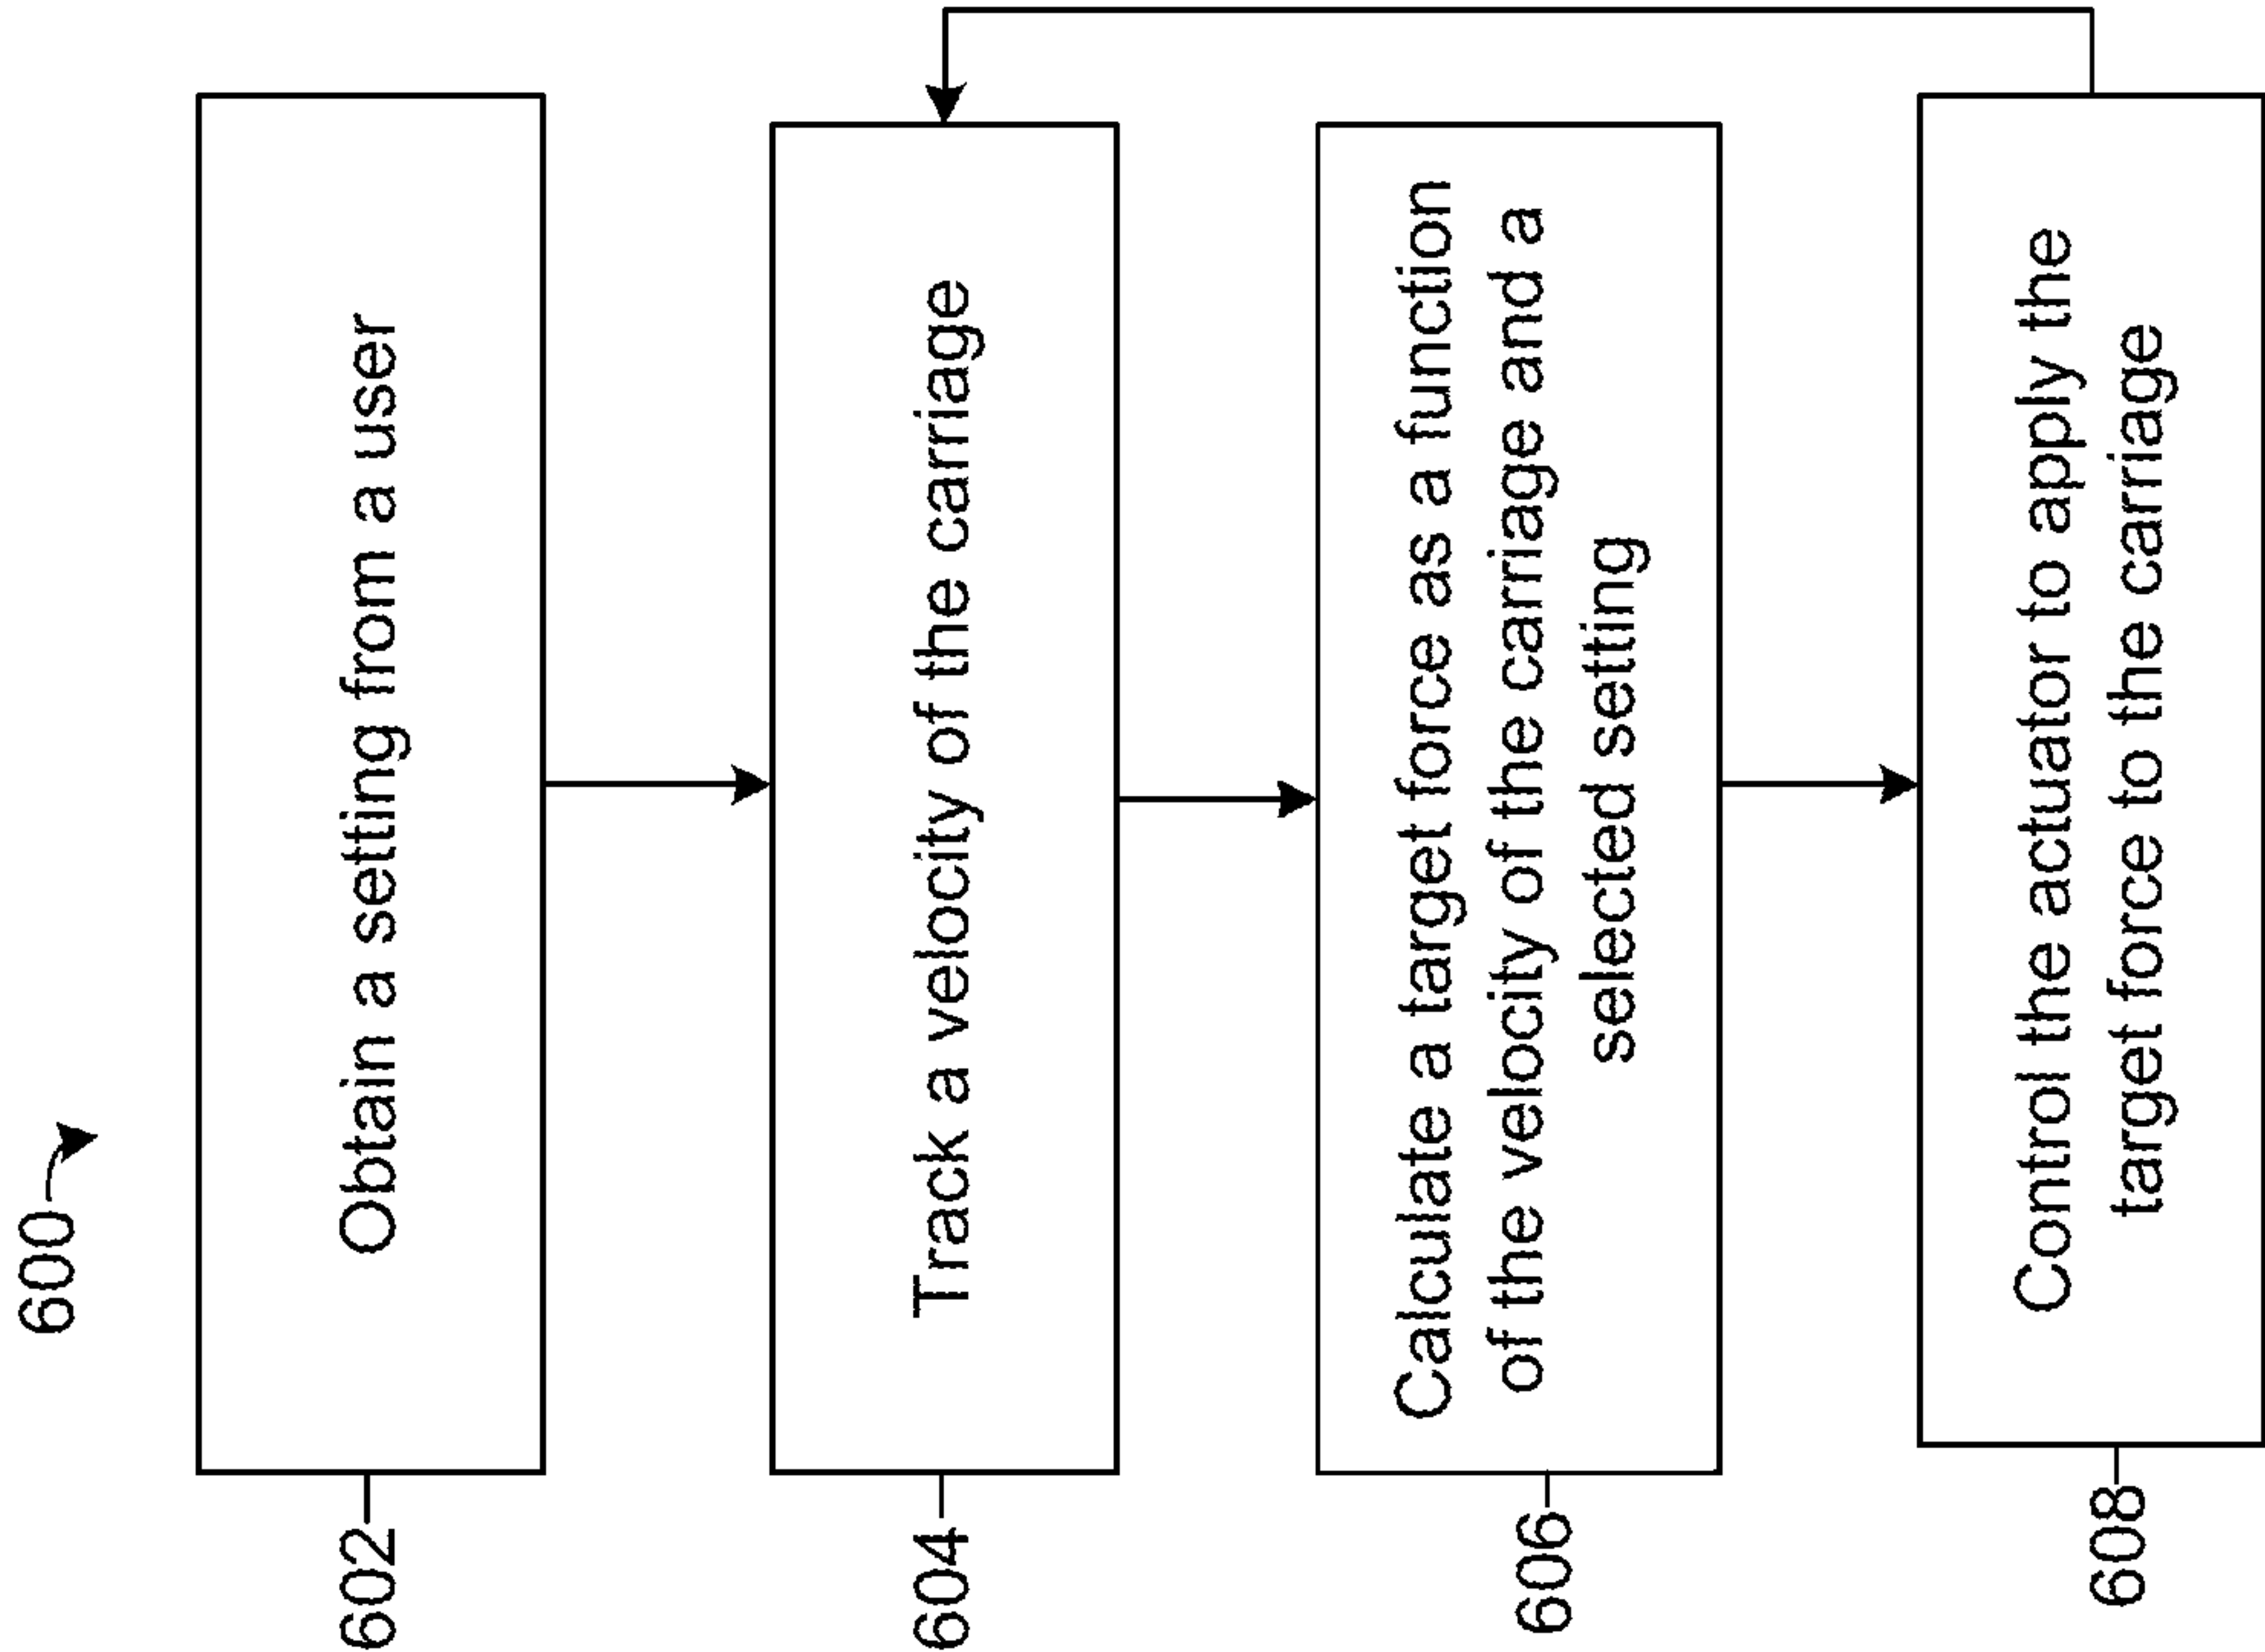 600
602
Obtain a setting from a user
604
Track a velocity of the carriage
606
Calculate a target force as a function
of the velocity of the carriage and a
selected setting
608
Control the actuator to apply the
target force to the carriage